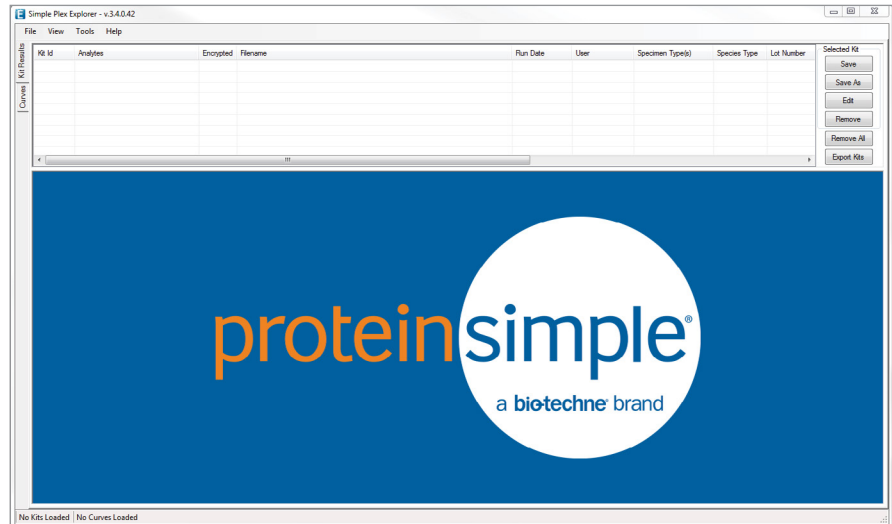 Simple Plex Explorer - v.3.4.0.42
File View Tools Help
Kit Results
Curves
Kit Id Analytes Encrypted Filename Run Date User Specimen Type(s) Species Type Lot Number
Selected Kit
Save
Save As
Edit
Remove
Remove All
Export Kits
proteinsimple®
a bio-techne® brand
No Kits Loaded No Curves Loaded